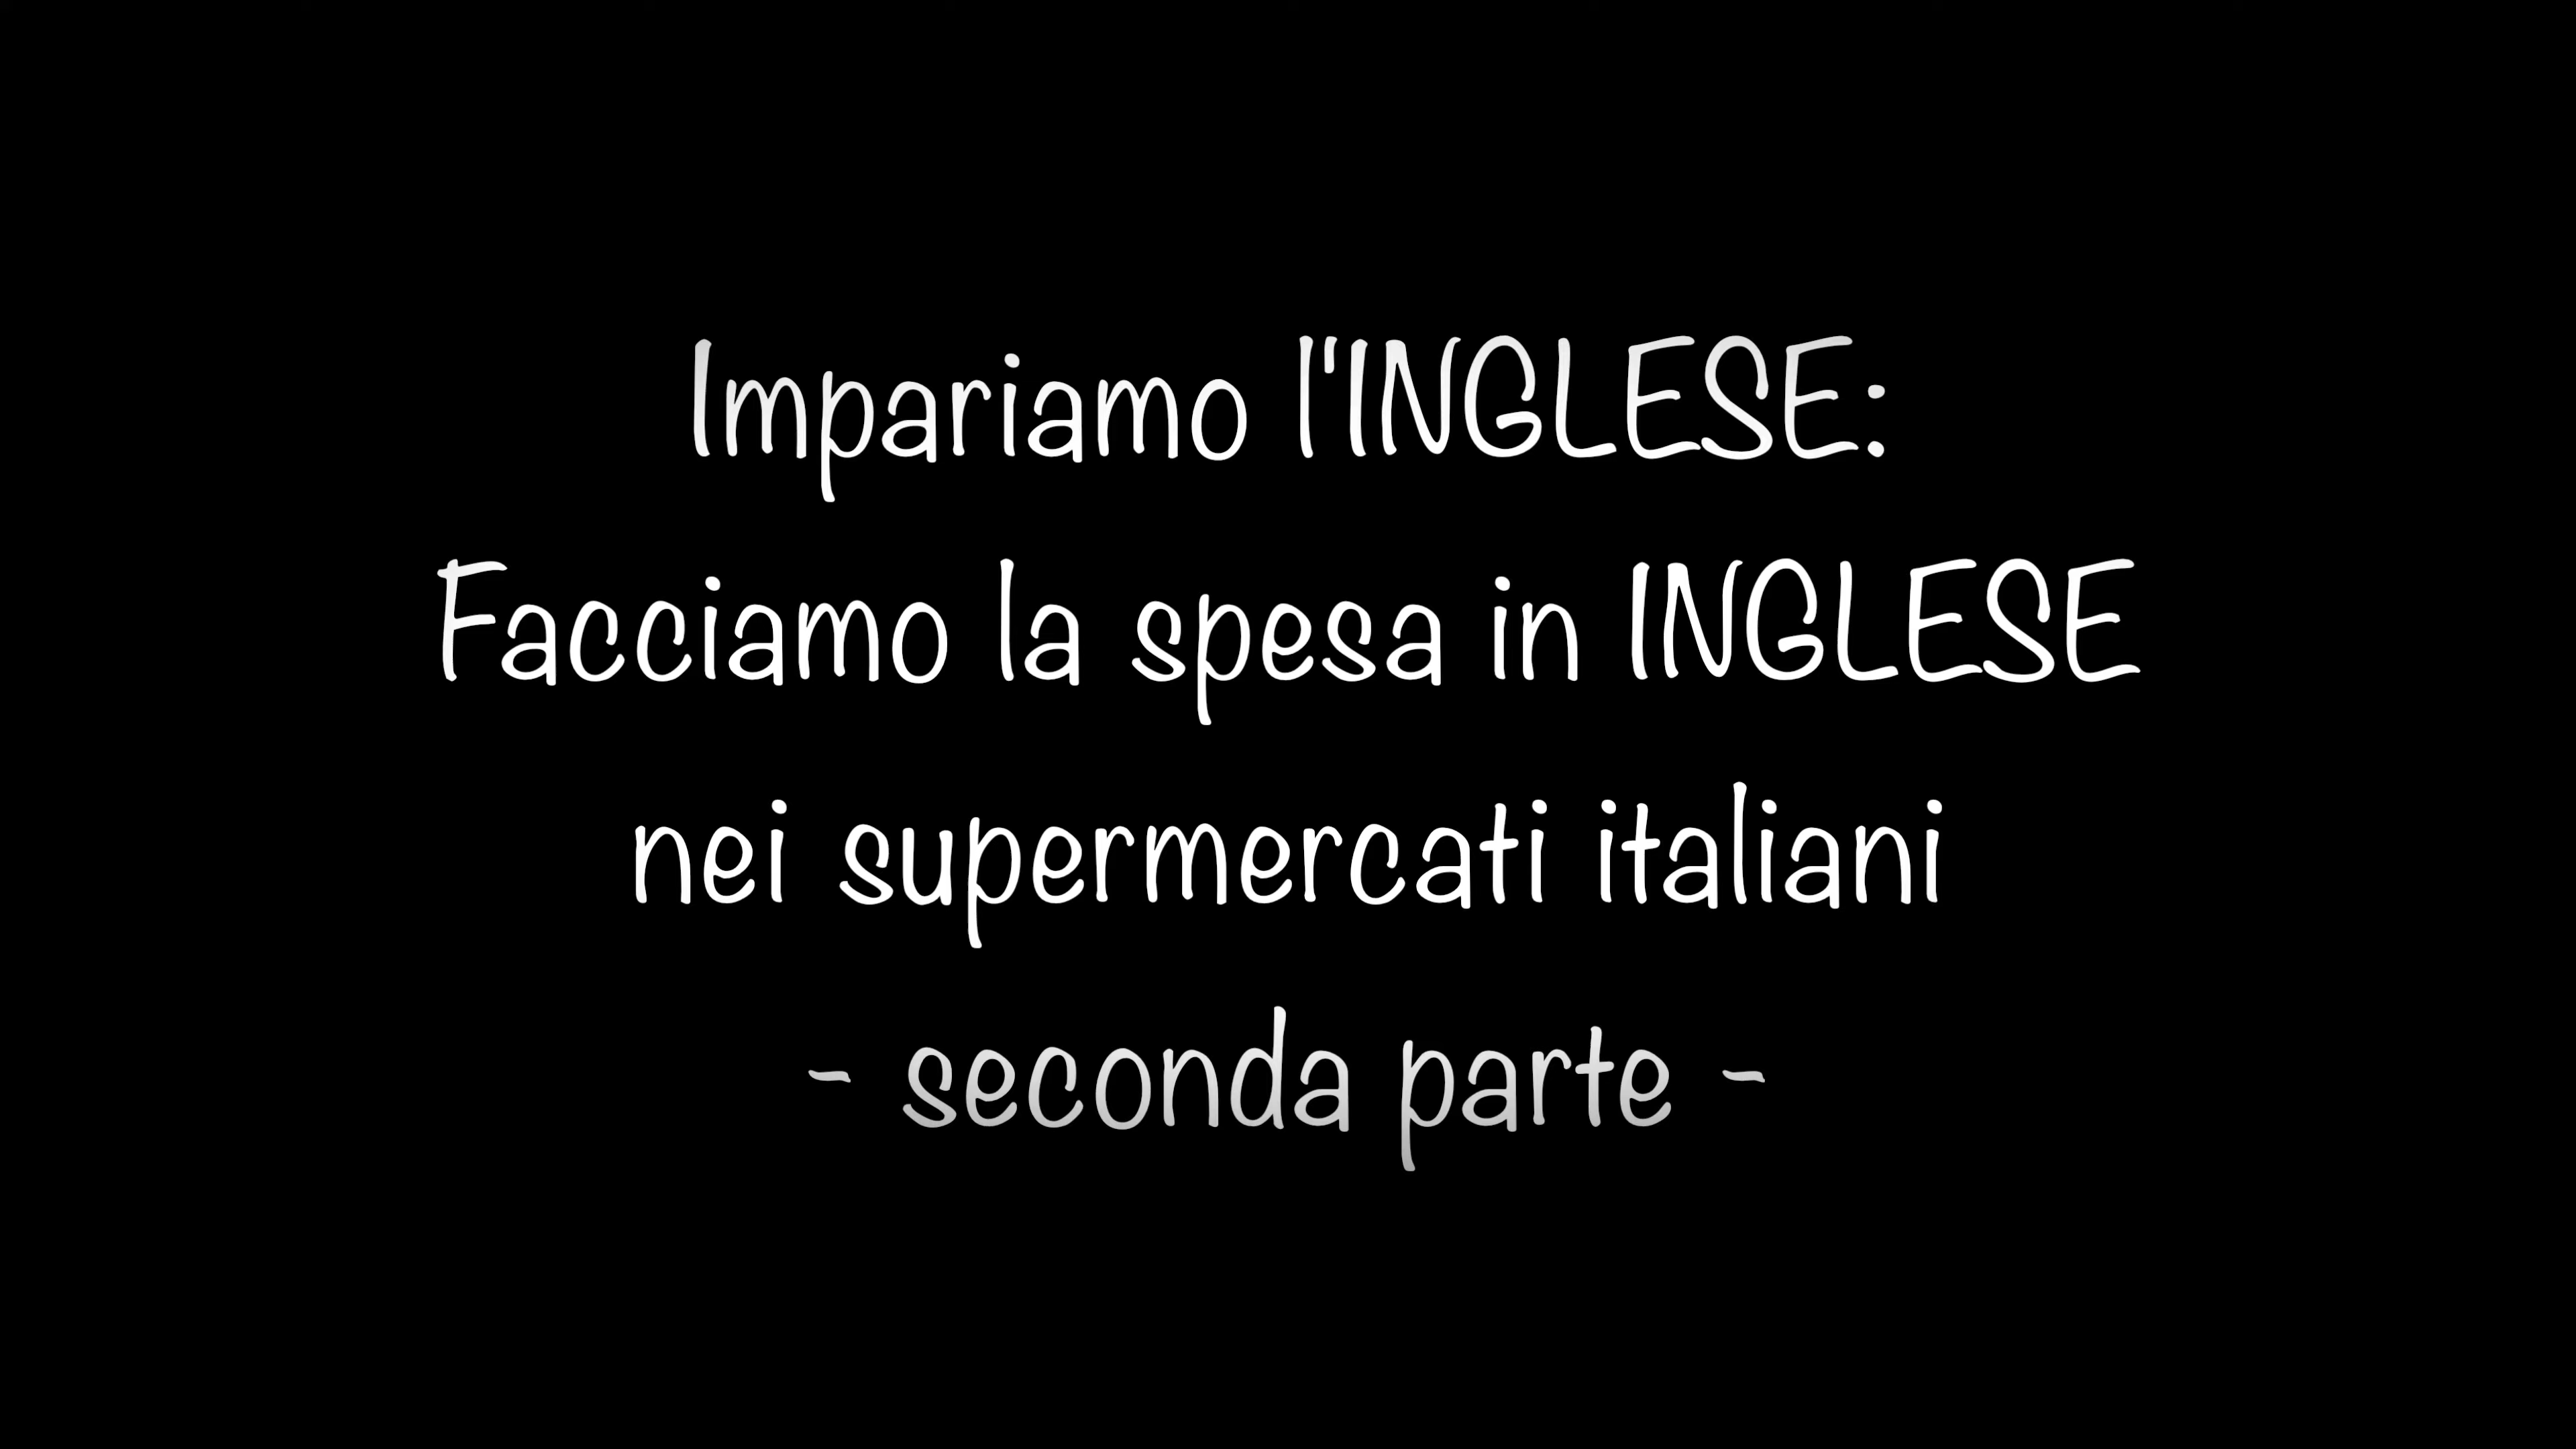 Impariamo l'INGLESE:
Facciamo la spesa in INGLESE
nei supermercati italiani
- seconda parte -